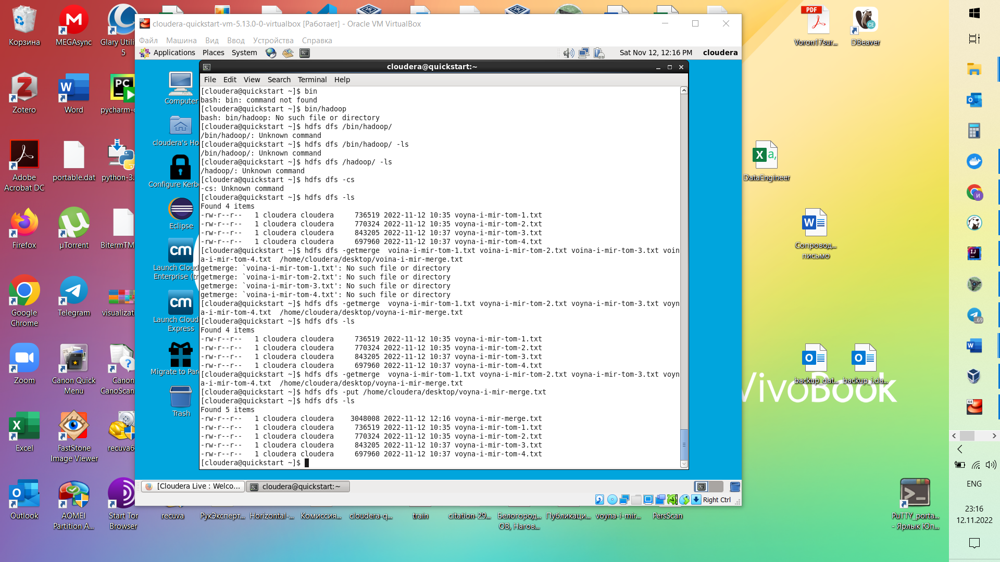 cloudera-quickstart-vm-5.13.0-0-virtualbox [Работает] - Oracle VM VirtualBox
Файл Машина Вид Ввод Устройства Справка
Applications Places System
Sat Nov 12, 12:16 PM cloudera
cloudera@quickstart:~
File Edit View Search Terminal Help
[cloudera@quickstart ~]$ bin
bash: bin: command not found
[cloudera@quickstart ~]$ bin/hadoop
bash: bin/hadoop: No such file or directory
[cloudera@quickstart ~]$ hdfs dfs /bin/hadoop/
/bin/hadoop/: Unknown command
[cloudera@quickstart ~]$ hdfs dfs /bin/hadoop/ -ls
/bin/hadoop/: Unknown command
[cloudera@quickstart ~]$ hdfs dfs /hadoop/ -ls
/hadoop/: Unknown command
[cloudera@quickstart ~]$ hdfs dfs -cs
-cs: Unknown command
[cloudera@quickstart ~]$ hdfs dfs -ls
Found 4 items
-rw-r--r--   1 cloudera cloudera     736519 2022-11-12 10:35 voyna-i-mir-tom-1.txt
-rw-r--r--   1 cloudera cloudera     770324 2022-11-12 10:35 voyna-i-mir-tom-2.txt
-rw-r--r--   1 cloudera cloudera     843205 2022-11-12 10:37 voyna-i-mir-tom-3.txt
-rw-r--r--   1 cloudera cloudera     697960 2022-11-12 10:37 voyna-i-mir-tom-4.txt
[cloudera@quickstart ~]$ hdfs dfs -getmerge  voina-i-mir-tom-1.txt voina-i-mir-tom-2.txt voina-i-mir-tom-3.txt voin
a-i-mir-tom-4.txt  /home/cloudera/desktop/voina-i-mir-merge.txt
getmerge: `voina-i-mir-tom-1.txt': No such file or directory
getmerge: `voina-i-mir-tom-2.txt': No such file or directory
getmerge: `voina-i-mir-tom-3.txt': No such file or directory
getmerge: `voina-i-mir-tom-4.txt': No such file or directory
[cloudera@quickstart ~]$ hdfs dfs -getmerge  voyna-i-mir-tom-1.txt voyna-i-mir-tom-2.txt voyna-i-mir-tom-3.txt voyn
a-i-mir-tom-4.txt  /home/cloudera/desktop/voyna-i-mir-merge.txt
[cloudera@quickstart ~]$ hdfs dfs -ls
Found 4 items
-rw-r--r--   1 cloudera cloudera     736519 2022-11-12 10:35 voyna-i-mir-tom-1.txt
-rw-r--r--   1 cloudera cloudera     770324 2022-11-12 10:35 voyna-i-mir-tom-2.txt
-rw-r--r--   1 cloudera cloudera     843205 2022-11-12 10:37 voyna-i-mir-tom-3.txt
-rw-r--r--   1 cloudera cloudera     697960 2022-11-12 10:37 voyna-i-mir-tom-4.txt
[cloudera@quickstart ~]$ hdfs dfs -getmerge  voyna-i-mir-tom-1.txt voyna-i-mir-tom-2.txt voyna-i-mir-tom-3.txt voyn
a-i-mir-tom-4.txt  /home/cloudera/desktop/voyna-i-mir-merge.txt
[cloudera@quickstart ~]$ hdfs dfs -put /home/cloudera/desktop/voyna-i-mir-merge.txt
[cloudera@quickstart ~]$ hdfs dfs -ls
Found 5 items
-rw-r--r--   1 cloudera cloudera    3048008 2022-11-12 12:16 voyna-i-mir-merge.txt
-rw-r--r--   1 cloudera cloudera     736519 2022-11-12 10:35 voyna-i-mir-tom-1.txt
-rw-r--r--   1 cloudera cloudera     770324 2022-11-12 10:35 voyna-i-mir-tom-2.txt
-rw-r--r--   1 cloudera cloudera     843205 2022-11-12 10:37 voyna-i-mir-tom-3.txt
-rw-r--r--   1 cloudera cloudera     697960 2022-11-12 10:37 voyna-i-mir-tom-4.txt
[cloudera@quickstart ~]$
Computer
cloudera's Ho
Configure Kerb
Eclipse
cm
Launch Cloud
Enterprise (tr
cm
Launch Cloud
Express
Migrate to Par
Trash
[Cloudera Live : Welco... cloudera@quickstart:~
Right Ctrl
Корзина MEGAsync Glary Utili
5
Zotero Word pycharm-c
Adobe
Acrobat DC
portable.dat python-3.
Firefox µTorrent BitermTM
Google
Chrome
Telegram visualizat
Zoom
Canon Quick
Menu
Canon
CanoScan
Excel
FastStone
Image Viewer
recuva6
Outlook
AOMEI
Partition A...
Start Tor
Browser
recuva РукЭксперт... Horizontal-... Комиссия... cloudera-q... train citation-29...
Белогород...
ОВ, Нагов...
Публикаци... voyna-i-mir... PersScan
PDF
Voron17sur...
CE
DBeaver
DataEngineer
Сопровод...
письмо
backup_dat... backup_i.da...
VivoBook
PuTTY_porta...
- Ярлык Юп...
IJ
..69
64
ENG
23:16
12.11.2022